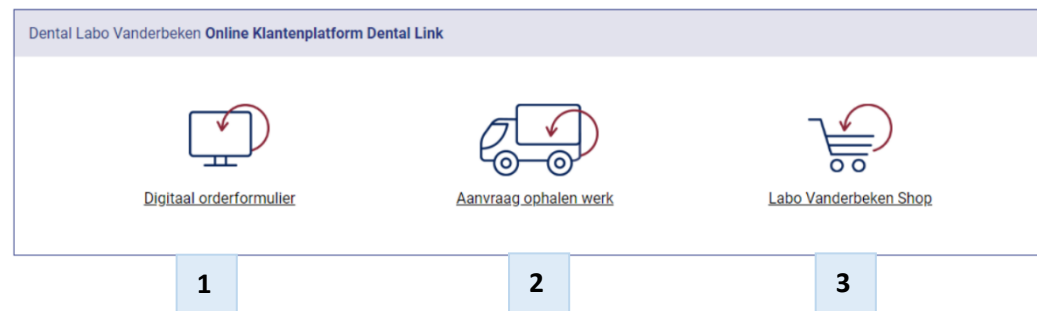 Dental Labo Vanderbeken Online Klantenplatform Dental Link
Digitaal orderformulier
Aanvraag ophalen werk
Labo Vanderbeken Shop
1
2
3